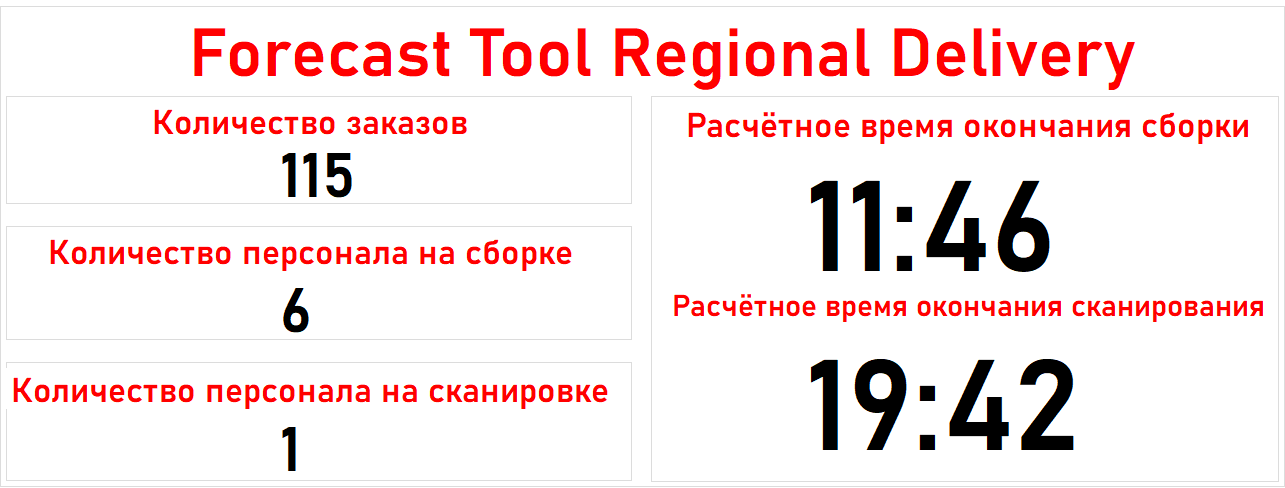 Forecast Tool Regional Delivery
Количество заказов
115
Количество персонала на сборке
6
Количество персонала на сканировке
1
Расчётное время окончания сборки
11:46
Расчётное время окончания сканирования
19:42